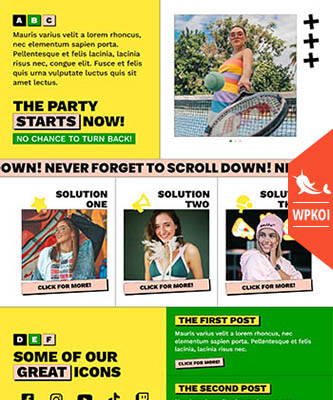 A B C
Mauris varius velit a lorem rhoncus,
nec elementum sapien porta.
Pellentesque et felis lacinia, lacinia
risus nec, congue elit. Fusce et felis
quis urna vulputate luctus quis sit
amet lectus.
THE PARTY
STARTS NOW!
NO CHANCE TO TURN BACK!
DOWN! NEVER FORGET TO SCROLL DOWN!
SOLUTION
ONE
CLICK FOR MORE!
SOLUTION
TWO
CLICK FOR MORE!
SOLUTION
CLICK FOR MORE!
WPKOI
D E F
SOME OF OUR
GREAT ICONS
THE FIRST POST
Mauris varius velit a lorem rhoncus, nec
elementum sapien porta. Pellentesque et felis
lacinia, lacinia risus nec.
CLICK FOR MORE!
THE SECOND POST